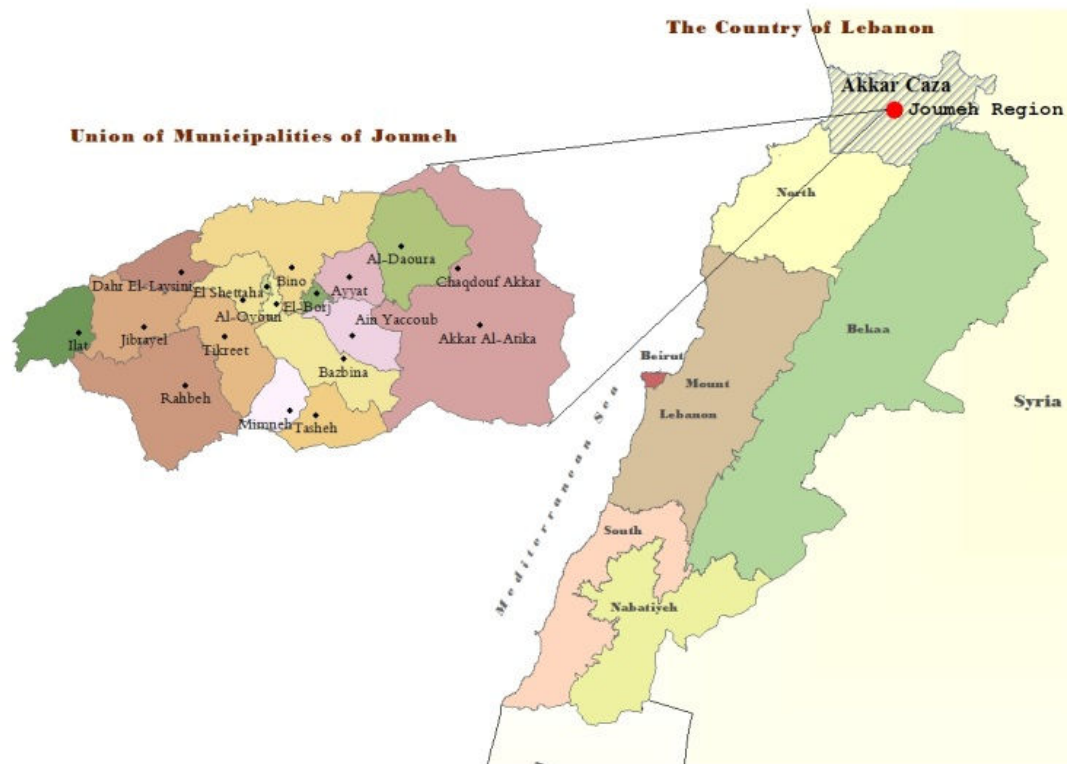 The Country of Lebanon
Akkar Caza
Joumeh Region
Union of Municipalities of Joumeh
North
Al-Daoura
Bino
Chaqdouf Akkar
Dahr El-Laysini
El Shettaha
Ayyat
El-Borj
Al-Oyoun
Ain Yaccoub
Akkar Al-Atika
Ilat
Jibrayel
Tikreet
Bazbina
Rahbeh
Mimneh
Tasheh
Bekaa
Beirut
Mount
Lebanon
Syria
Mediterranean Sea
South
Nabatiyeh